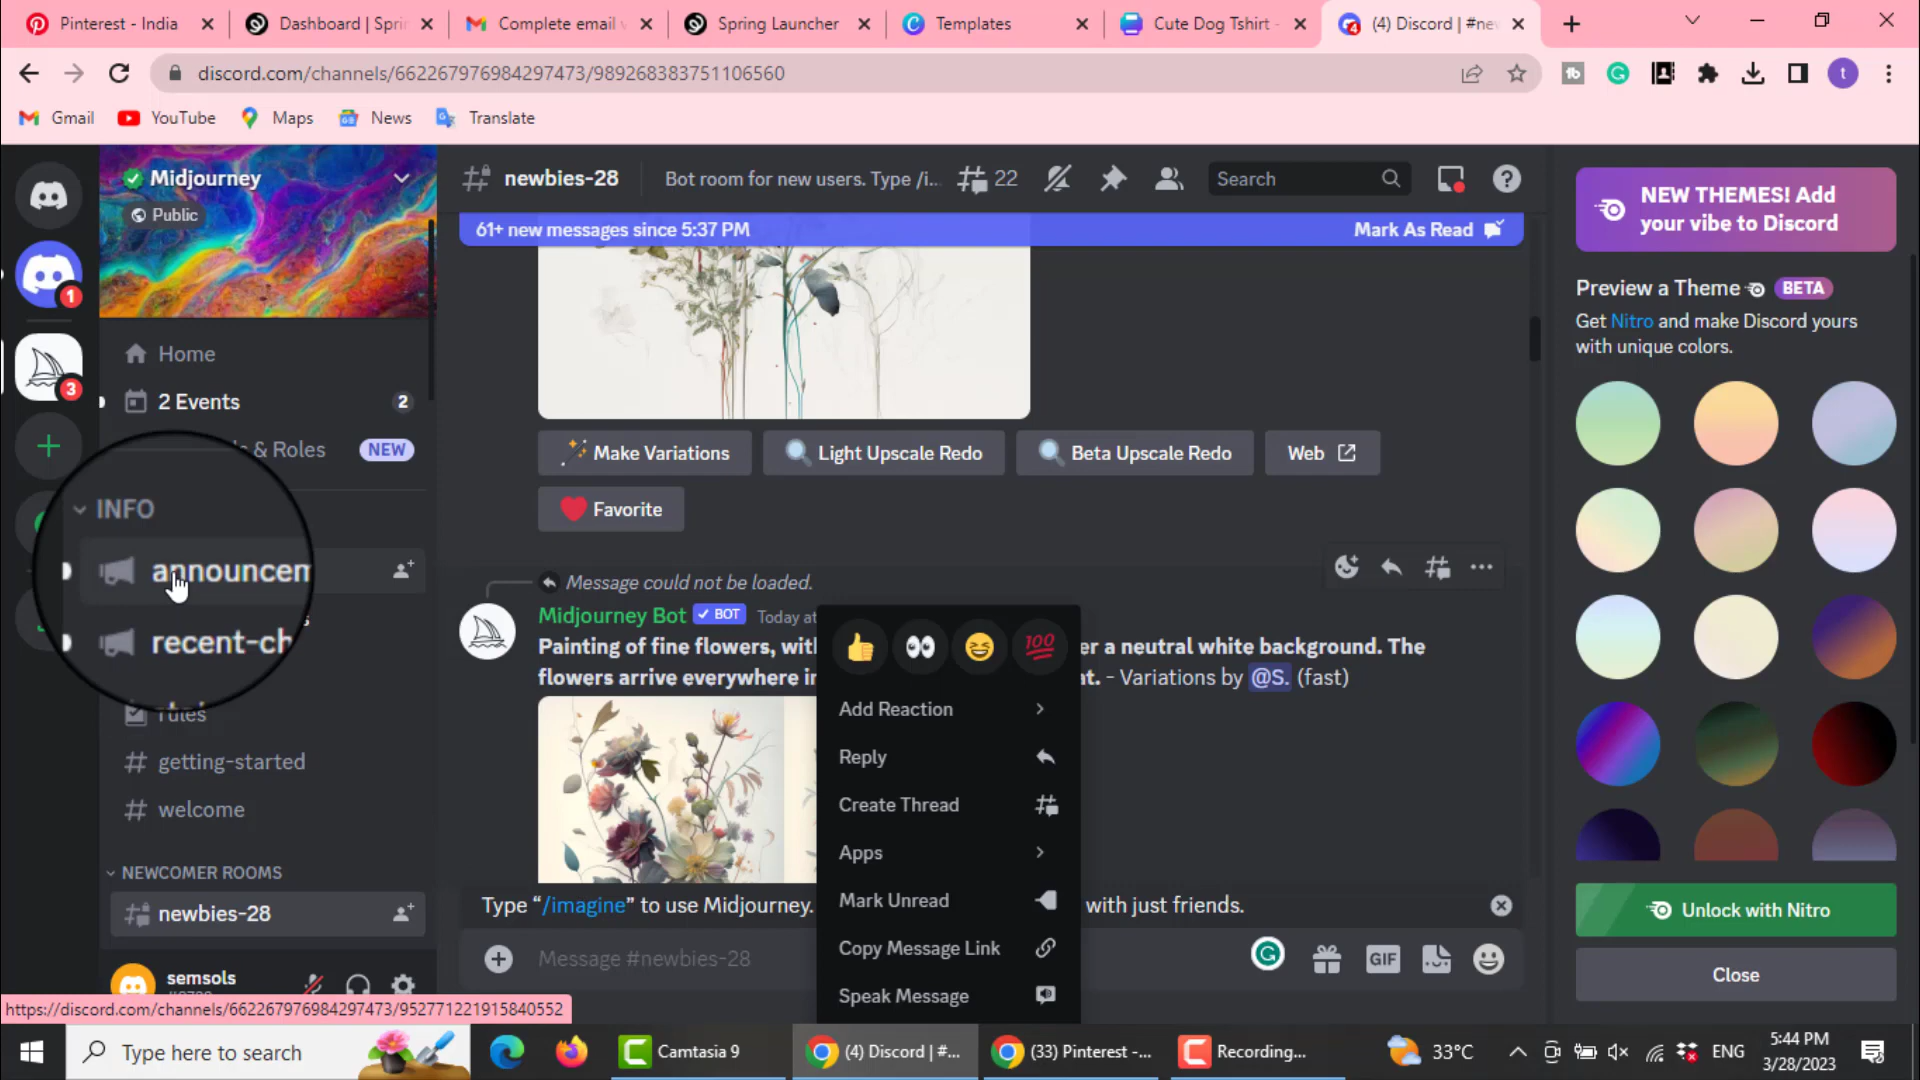 Pinterest - India
Dashboard | Spri
Complete email v
Spring Launcher
Templates
Cute Dog Tshirt -
(4) Discord | #ne
discord.com/channels/662267976984297473/989268383751106560
t
Gmail
YouTube
Maps
News
Translate
Midjourney
Public
newbies-28
Bot room for new users. Type /i...
22
Search
61+ new messages since 5:37 PM
Mark As Read
1
3
Home
2 Events
2
& Roles
NEW
INFO
announcem
recent-ch
rules
getting-started
welcome
NEWCOMER ROOMS
newbies-28
semsols
Make Variations
Light Upscale Redo
Beta Upscale Redo
Web
Favorite
Message could not be loaded.
Midjourney Bot
BOT
Today at
Painting of fine flowers, wit
er a neutral white background. The
flowers arrive everywhere i
at. - Variations by @S. (fast)
100
Add Reaction
Reply
Create Thread
Apps
Mark Unread
Copy Message Link
Speak Message
Type “/imagine” to use Midjourney.
with just friends.
Message #newbies-28
GIF
NEW THEMES! Add
your vibe to Discord
Preview a Theme
BETA
Get Nitro and make Discord yours
with unique colors.
Unlock with Nitro
Close
https://discord.com/channels/662267976984297473/952771221915840552
Type here to search
Camtasia 9
(4) Discord | #...
(33) Pinterest -...
Recording...
33°C
ENG
5:44 PM
3/28/2023